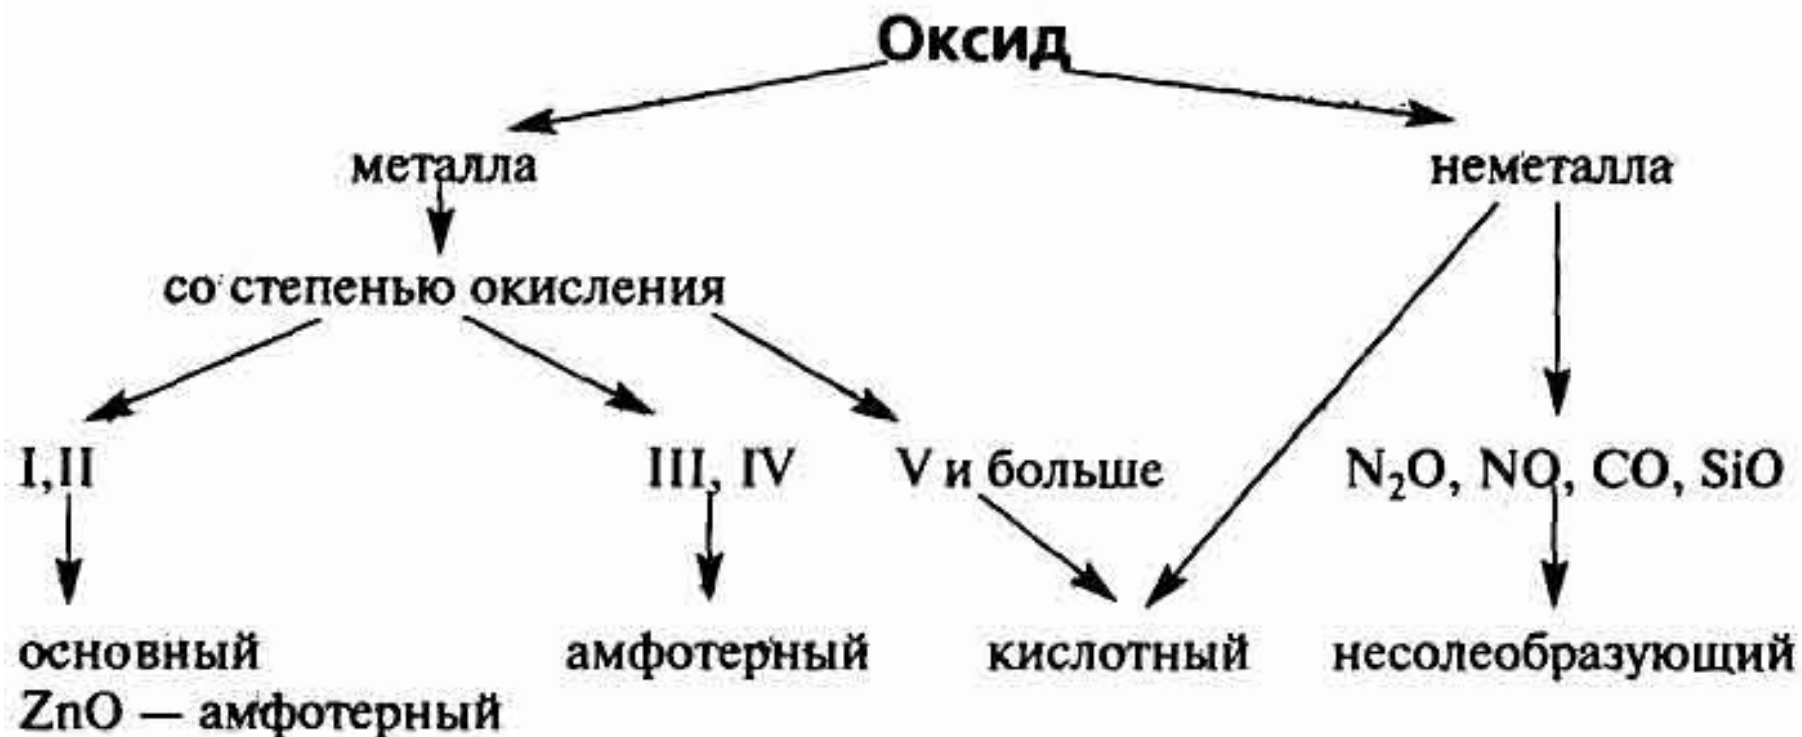 Оксид
металла
неметалла
со степенью окисления
I, II
III, IV
V и больше
N₂O, NO, CO, SiO
основный
амфотерный
кислотный
несолеобразующий
ZnO — амфотерный